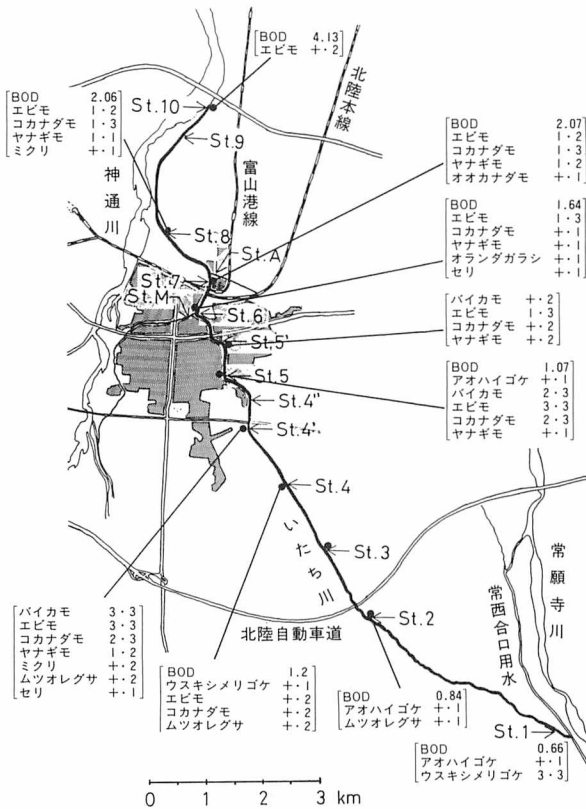 [BOD 4.13
エビモ +・2]
[BOD 2.06
エビモ 1・2
コカナダモ 1・3
ヤナギモ 1・1
ミクリ +・1]
St.10
St.9
北陸本線
富山港線
神通川
[BOD 2.07
エビモ 1・2
コカナダモ 1・3
ヤナギモ 1・2
オオカナダモ +・1]
St.8
St.A
[BOD 1.64
エビモ 1・3
コカナダモ +・1
ヤナギモ +・1
オランダガラシ +・1
セリ +・1]
St.7
St.M
St.6
[バイカモ +・2
エビモ 1・3
コカナダモ +・2
ヤナギモ +・2]
St.5'
St.5
[BOD 1.07
アオハイゴケ +・1
バイカモ 2・3
エビモ 3・3
コカナダモ 2・3
ヤナギモ +・1]
St.4"
St.4'
St.4
いたち川
St.3
常願寺川
常西合口用水
St.2
北陸自動車道
[バイカモ 3・3
エビモ 3・3
コカナダモ 2・3
ヤナギモ 1・2
ミクリ +・2
ムツオレグサ +・2
セリ +・1]
[BOD 1.2
ウスキシメリゴケ +・1
エビモ +・2
コカナダモ +・2
ムツオレグサ +・2]
[BOD 0.84
アオハイゴケ +・1
ムツオレグサ +・1]
St.1
[BOD 0.66
アオハイゴケ +・1
ウスキシメリゴケ 3・3]
0 1 2 3 km